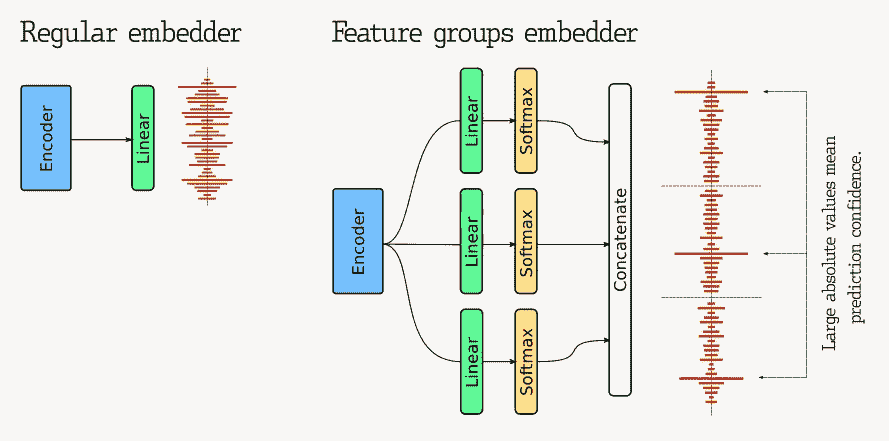 Regular embedder
Encoder
Linear
Feature groups embedder
Encoder
Linear
Softmax
Linear
Softmax
Linear
Softmax
Concatenate
Large absolute values mean
prediction confidence.